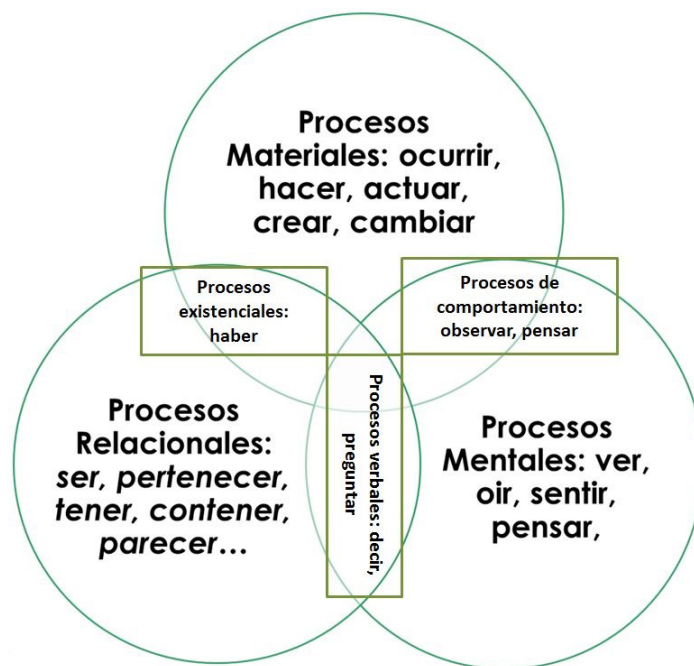 Procesos
Materiales: ocurrir,
hacer, actuar,
crear, cambiar
Procesos
existenciales:
haber
Procesos de
comportamiento:
observar, pensar
Procesos
Relacionales:
ser, pertenecer,
tener, contener,
parecer...
Procesos verbales: decir,
preguntar
Procesos
Mentales: ver,
oir, sentir,
pensar,